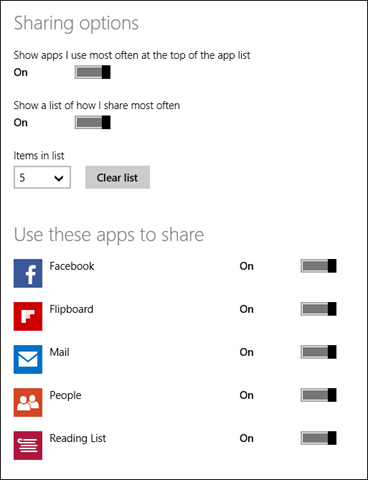 Sharing options
Show apps I use most often at the top of the app list
On
Show a list of how I share most often
On
Items in list
5 Clear list
Use these apps to share
Facebook On
Flipboard On
Mail On
People On
Reading List On